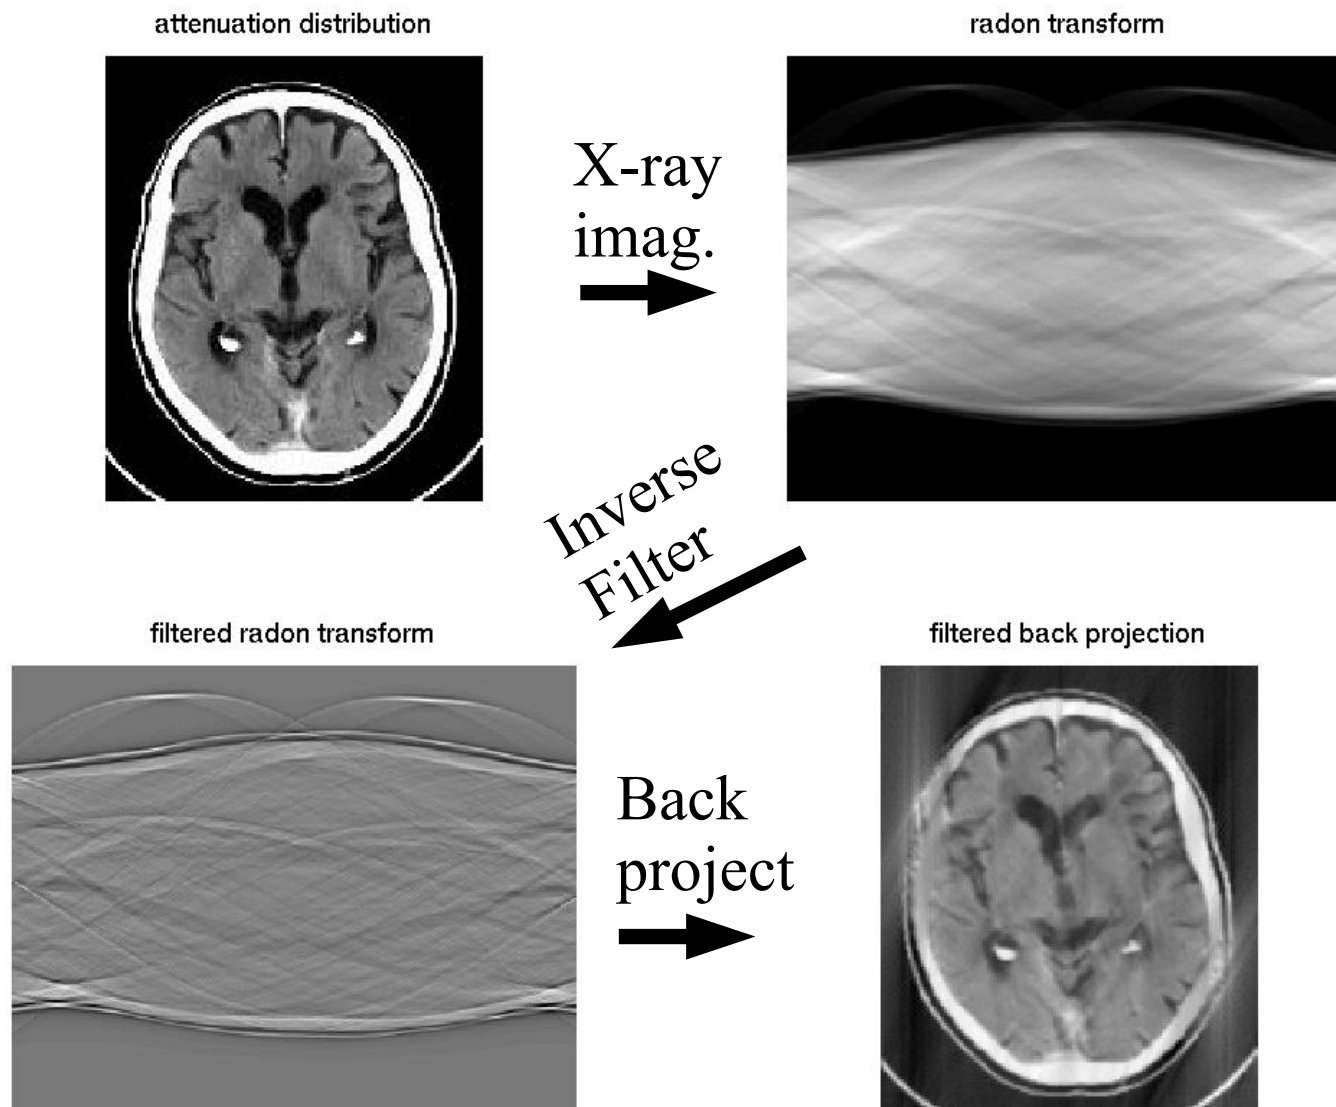 attenuation distribution
radon transform
X-ray
imag.
Inverse
Filter
filtered radon transform
filtered back projection
Back
project